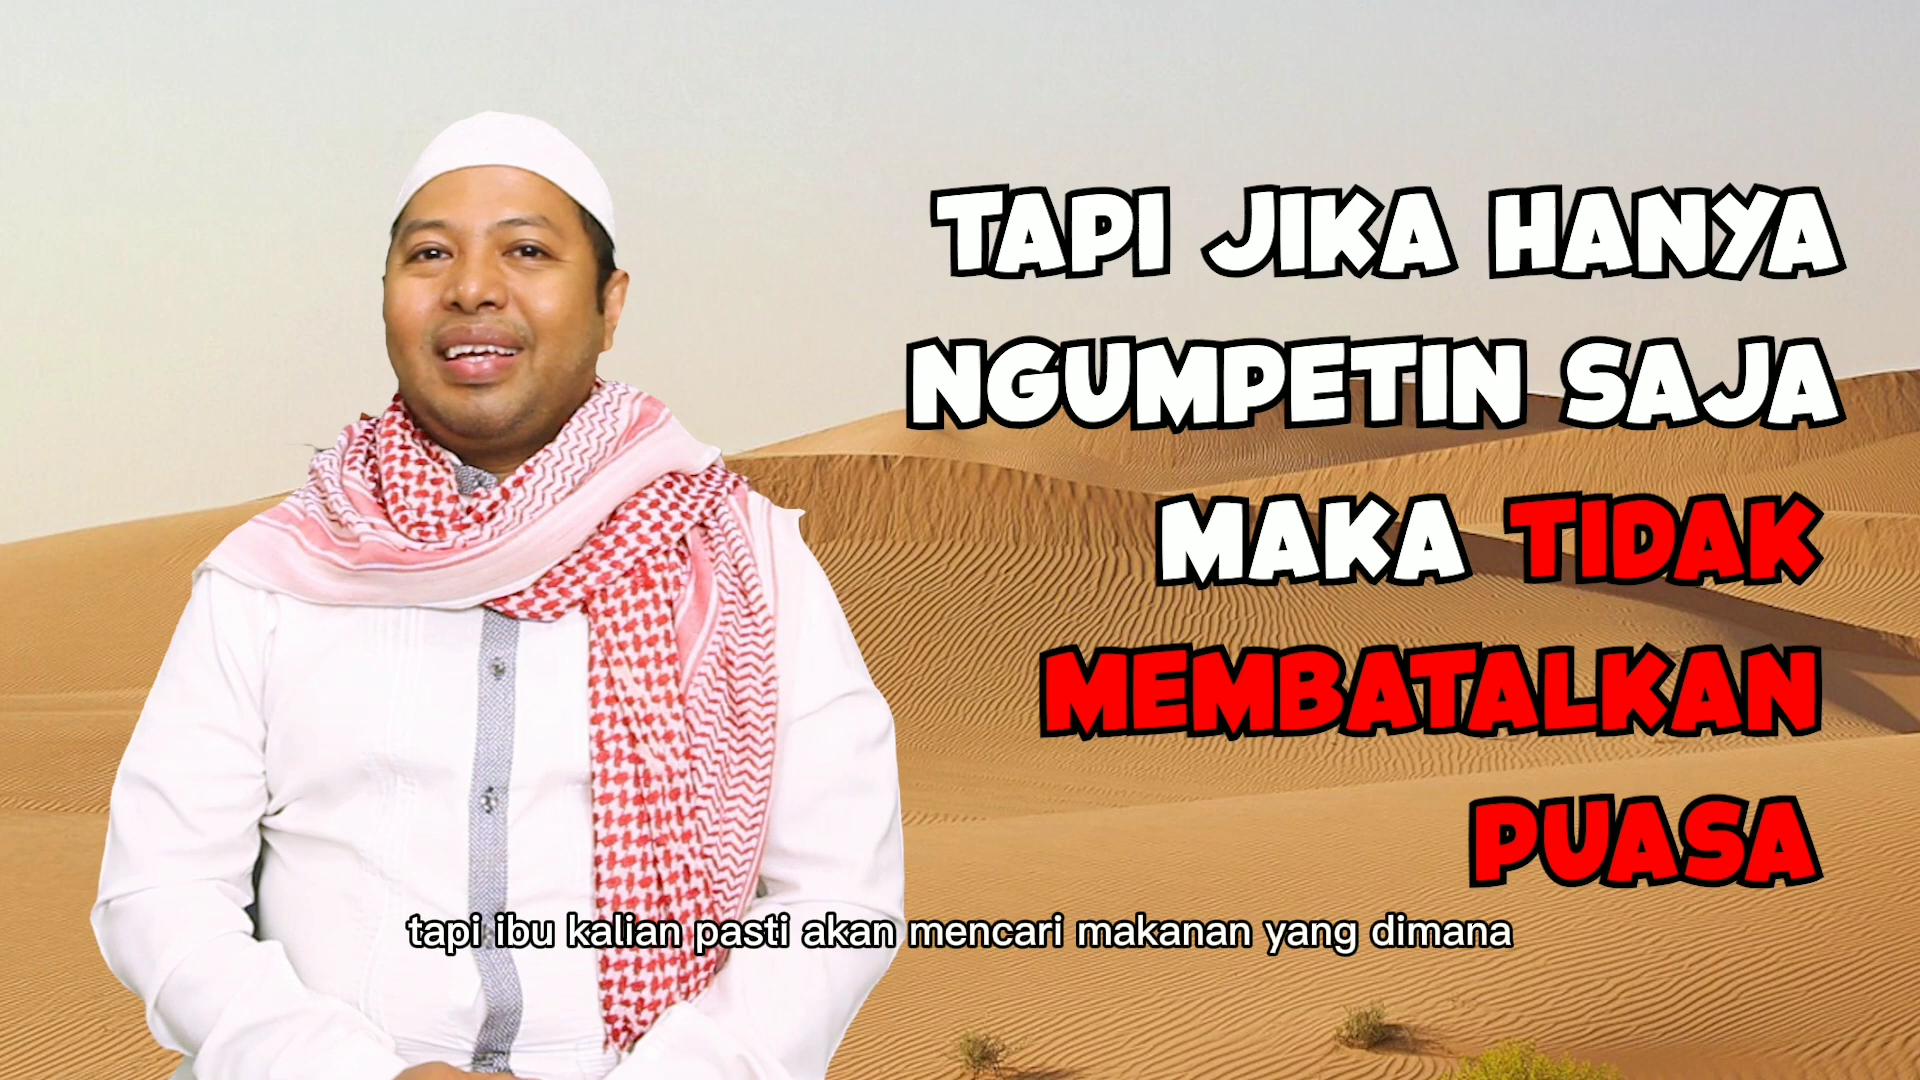 TAPI JIKA HANYA
NGUMPETIN SAJA
MAKA TIDAK
MEMBATALKAN
PUASA
tapi ibu kalian pasti akan mencari makanan yang dimana